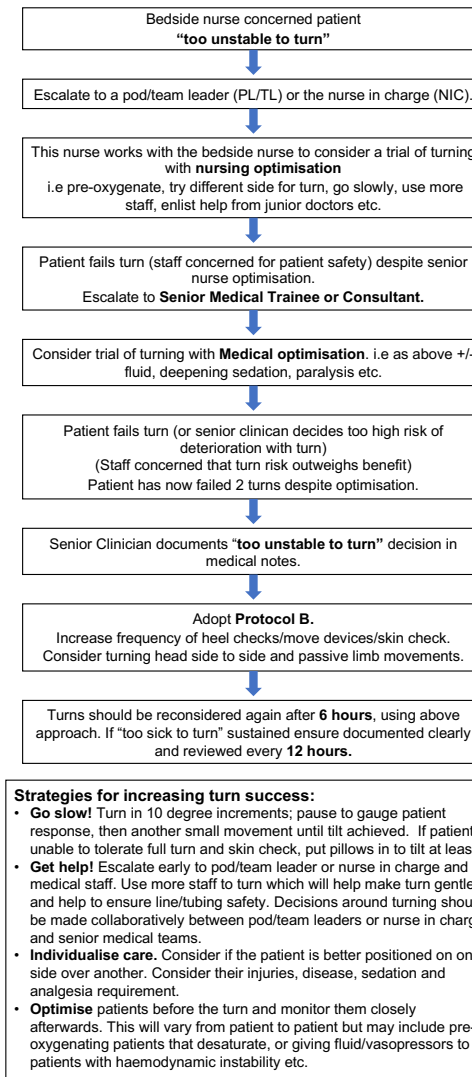 Bedside nurse concerned patient
“too unstable to turn”
Escalate to a pod/team leader (PL/TL) or the nurse in charge (NIC).
This nurse works with the bedside nurse to consider a trial of turning
with nursing optimisation
i.e pre-oxygenate, try different side for turn, go slowly, use more
staff, enlist help from junior doctors etc.
Patient fails turn (staff concerned for patient safety) despite senior
nurse optimisation.
Escalate to Senior Medical Trainee or Consultant.
Consider trial of turning with Medical optimisation. i.e as above +/-
fluid, deepening sedation, paralysis etc.
Patient fails turn (or senior clinican decides too high risk of
deterioration with turn)
(Staff concerned that turn risk outweighs benefit)
Patient has now failed 2 turns despite optimisation.
Senior Clinician documents “too unstable to turn” decision in
medical notes.
Adopt Protocol B.
Increase frequency of heel checks/move devices/skin check.
Consider turning head side to side and passive limb movements.
Turns should be reconsidered again after 6 hours, using above
approach. If “too sick to turn” sustained ensure documented clearly
and reviewed every 12 hours.
Strategies for increasing turn success:
• Go slow! Turn in 10 degree increments; pause to gauge patient
response, then another small movement until tilt achieved. If patient
unable to tolerate full turn and skin check, put pillows in to tilt at least
• Get help! Escalate early to pod/team leader or nurse in charge and
medical staff. Use more staff to turn which will help make turn gentle
and help to ensure line/tubing safety. Decisions around turning shou
be made collaboratively between pod/team leaders or nurse in charg
and senior medical teams.
• Individualise care. Consider if the patient is better positioned on on
side over another. Consider their injuries, disease, sedation and
analgesia requirement.
• Optimise patients before the turn and monitor them closely
afterwards. This will vary from patient to patient but may include pre-
oxygenating patients that desaturate, or giving fluid/vasopressors to
patients with haemodynamic instability etc.